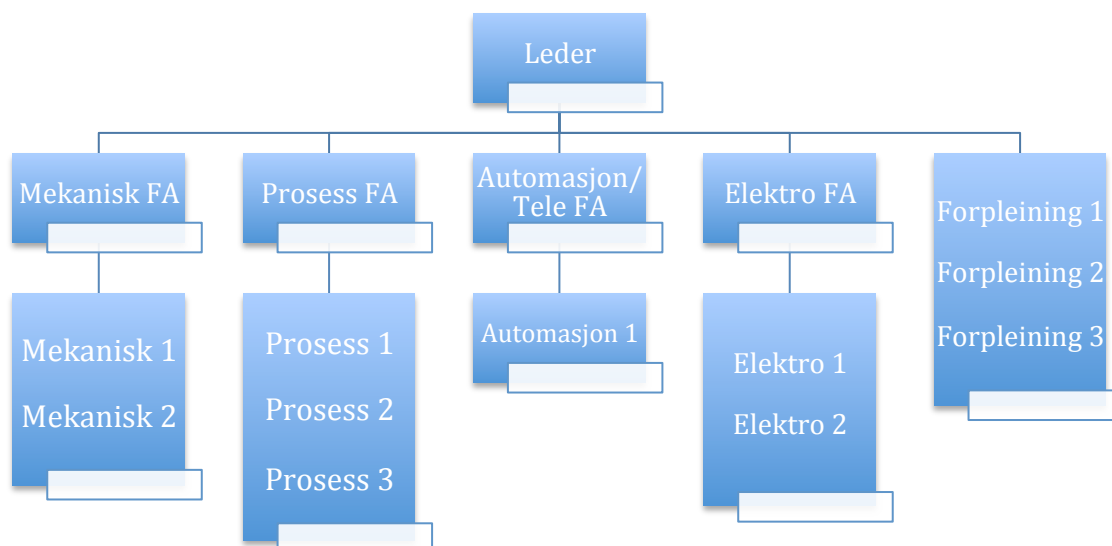 Leder
Mekanisk FA
Prosess FA
Automasjon/
Tele FA
Elektro FA
Forpleining 1
Forpleining 2
Forpleining 3
Mekanisk 1
Mekanisk 2
Prosess 1
Prosess 2
Prosess 3
Automasjon 1
Elektro 1
Elektro 2